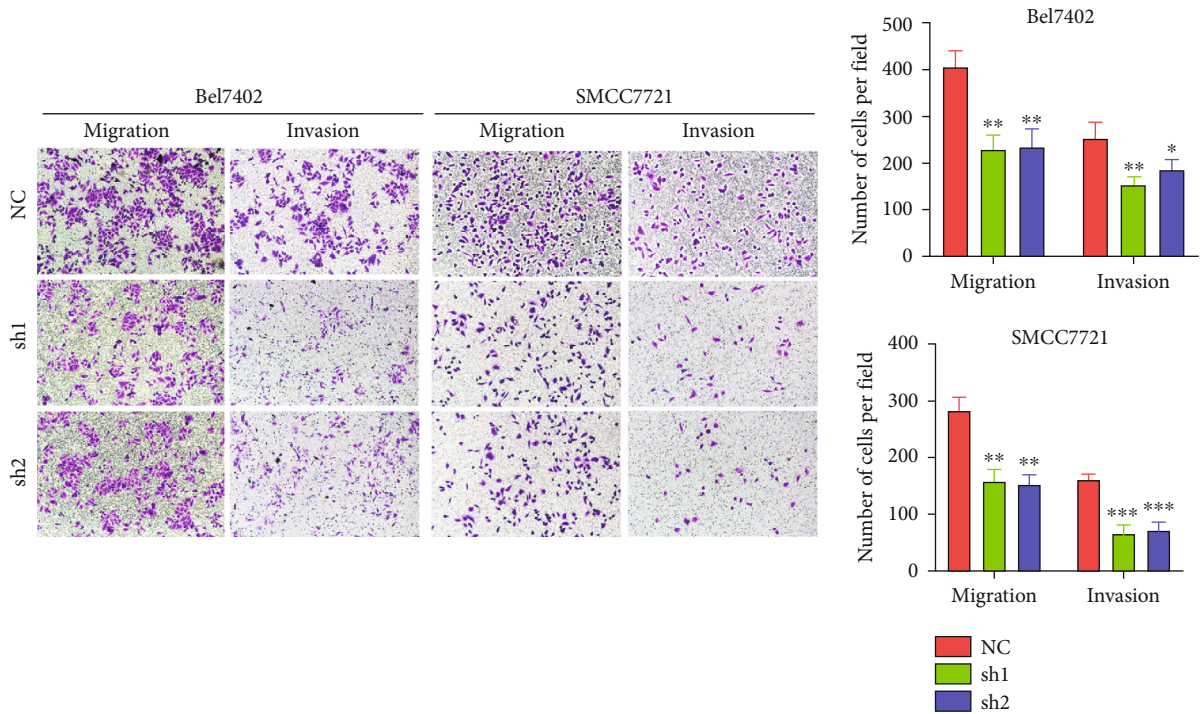 Bel7402 SMCC7721
Migration Invasion Migration Invasion
NC
sh1
sh2
Bel7402
Number of cells per field
500
400
300
200
100
0
** ** ** *
Migration Invasion
SMCC7721
Number of cells per field
400
300
200
100
0
** ** *** ***
Migration Invasion
NC
sh1
sh2